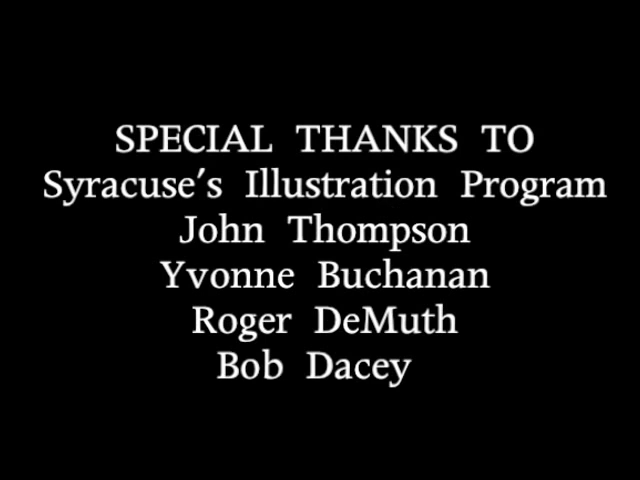 SPECIAL THANKS TO
Syracuse's Illustration Program
John Thompson
Yvonne Buchanan
Roger DeMuth
Bob Dacey